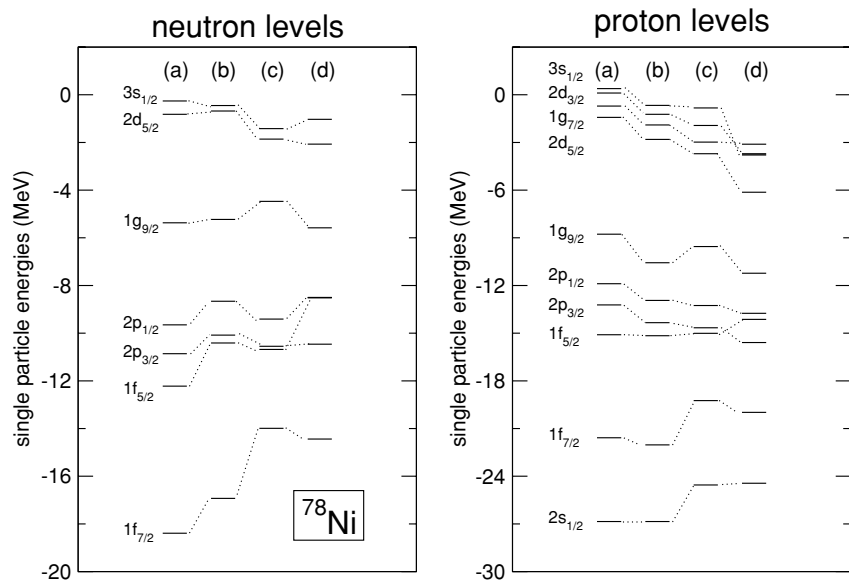 neutron levels
single particle energies (MeV)
0
-4
-8
-12
-16
-20
(a) (b) (c) (d)
3s1/2
2d5/2
1g9/2
2p1/2
2p3/2
1f5/2
1f7/2
78Ni
proton levels
single particle energies (MeV)
0
-6
-12
-18
-24
-30
(a) (b) (c) (d)
3s1/2
2d3/2
1g7/2
2d5/2
1g9/2
2p1/2
2p3/2
1f5/2
1f7/2
2s1/2